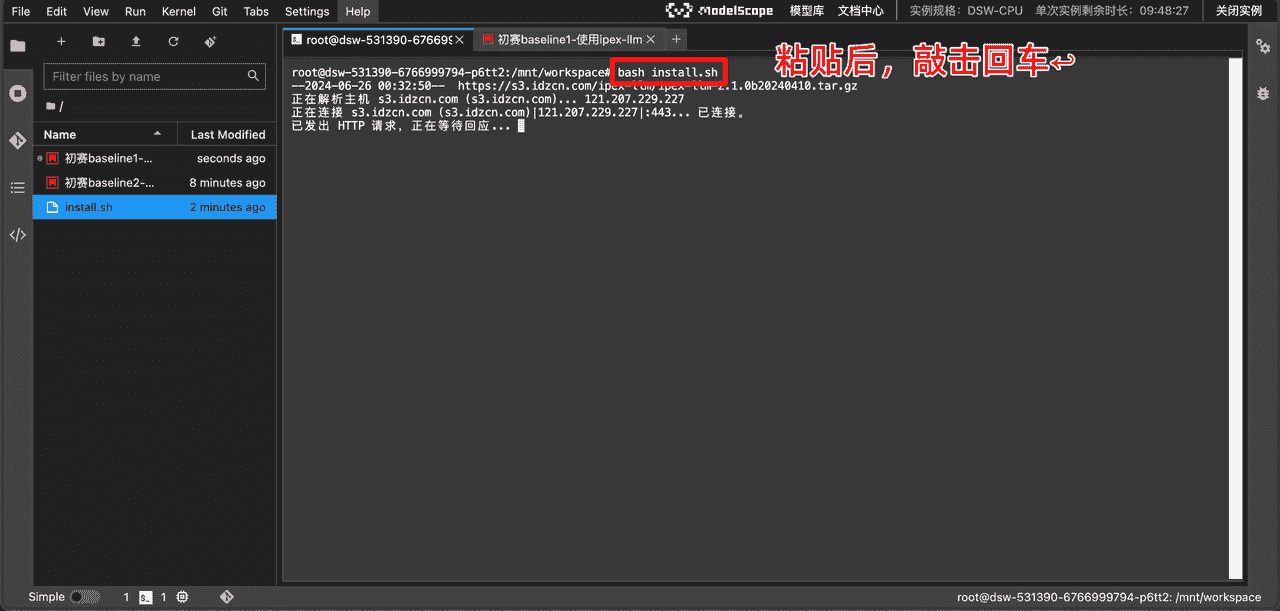 File Edit View Run Kernel Git Tabs Settings Help ModelScope 模型库 文档中心 实例规格：DSW-CPU 单次实例剩余时长：09:48:27 关闭实例
root@dsw-531390-67669 初赛baseline1-使用ipex-llm
粘贴后，敲击回车↩
Filter files by name
/
Name Last Modified
初赛baseline1-... seconds ago
初赛baseline2-... 8 minutes ago
install.sh 2 minutes ago
root@dsw-531390-6766999794-p6tt2:/mnt/workspace# bash install.sh
--2024-06-26 00:32:50-- https://s3.idzcn.com/ipex-llm/ipex-llm-2.1.0b20240410.tar.gz
正在解析主机 s3.idzcn.com (s3.idzcn.com)... 121.207.229.227
正在连接 s3.idzcn.com (s3.idzcn.com)|121.207.229.227|:443... 已连接。
已发出 HTTP 请求，正在等待回应...
Simple 1 1 root@dsw-531390-6766999794-p6tt2: /mnt/workspace